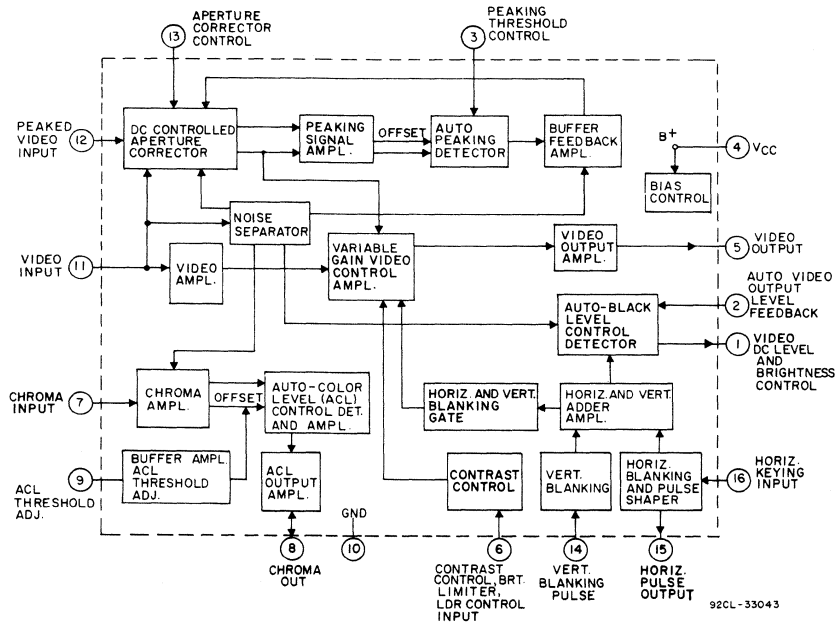 APERTURE
CORRECTOR
CONTROL
13
PEAKING
THRESHOLD
CONTROL
3
PEAKED
VIDEO
INPUT
12
DC CONTROLLED
APERTURE
CORRECTOR
PEAKING
SIGNAL
AMPL.
OFFSET
AUTO
PEAKING
DETECTOR
BUFFER
FEEDBACK
AMPL.
B+
4
VCC
BIAS
CONTROL
NOISE
SEPARATOR
VIDEO
INPUT
11
VIDEO
AMPL.
VARIABLE
GAIN VIDEO
CONTROL
AMPL.
VIDEO
OUTPUT
AMPL.
5
VIDEO
OUTPUT
AUTO-BLACK
LEVEL
CONTROL
DETECTOR
2
AUTO VIDEO
OUTPUT
LEVEL
FEEDBACK
1
VIDEO
DC LEVEL
AND
BRIGHTNESS
CONTROL
CHROMA
INPUT
7
CHROMA
AMPL.
OFFSET
AUTO-COLOR
LEVEL (ACL)
CONTROL DET.
AND AMPL.
HORIZ. AND VERT.
BLANKING
GATE
HORIZ. AND VERT.
ADDER
AMPL.
9
ACL
THRESHOLD
ADJ.
BUFFER AMPL.
ACL
THRESHOLD
ADJ.
ACL
OUTPUT
AMPL.
CONTRAST
CONTROL
VERT.
BLANKING
HORIZ.
BLANKING
AND PULSE
SHAPER
16
HORIZ.
KEYING
INPUT
GND
8
CHROMA
OUT
10
6
CONTRAST
CONTROL, BRT.
LIMITER,
LDR CONTROL
INPUT
14
VERT.
BLANKING
PULSE
15
HORIZ.
PULSE
OUTPUT
92CL-33043